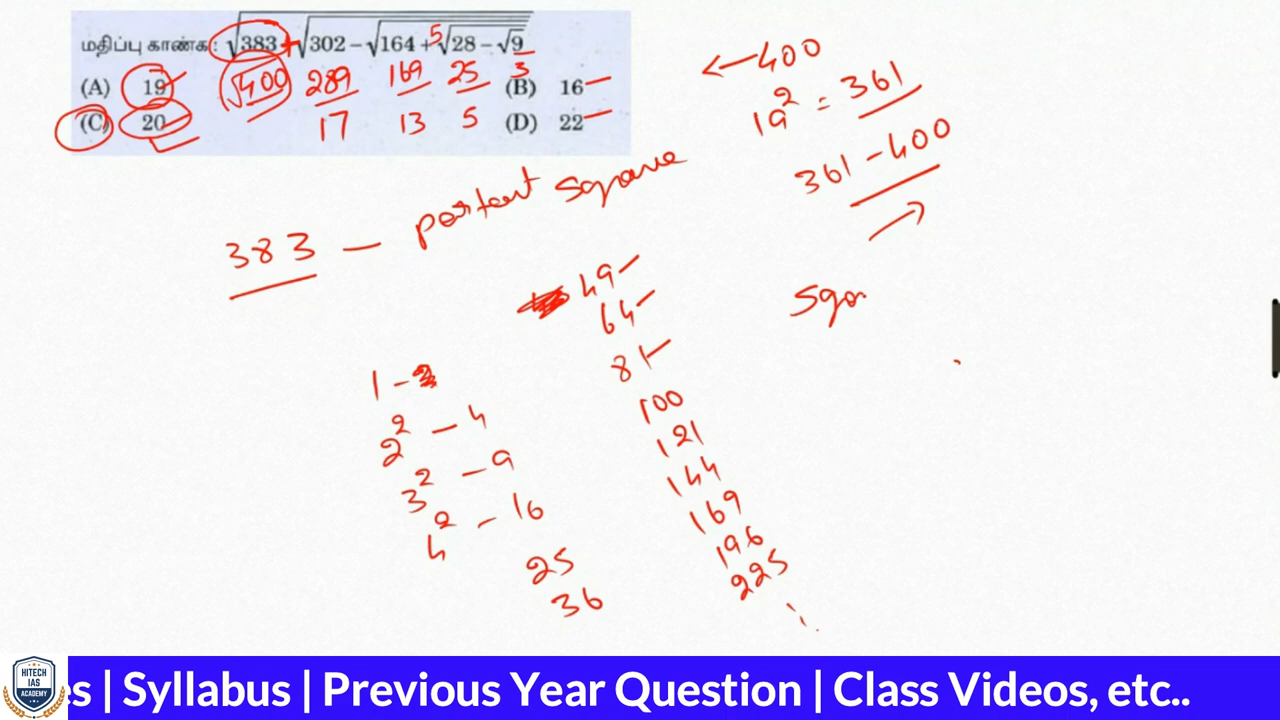 மதிப்பு காண்க: √383 + √302 − √164 + √28 − √9
5
√400 289 169 25 3
(A) 19 (B) 16
17 13 5
(C) 20 (D) 22
←400
19² = 361
361 − 400
383 − perfect square
49
64
81
100
121
144
169
196
225
1 −
2² − 4
3² − 9
4² − 16
25
36
HITECH
IAS
ACADEMY
es | Syllabus | Previous Year Question | Class Videos, etc..